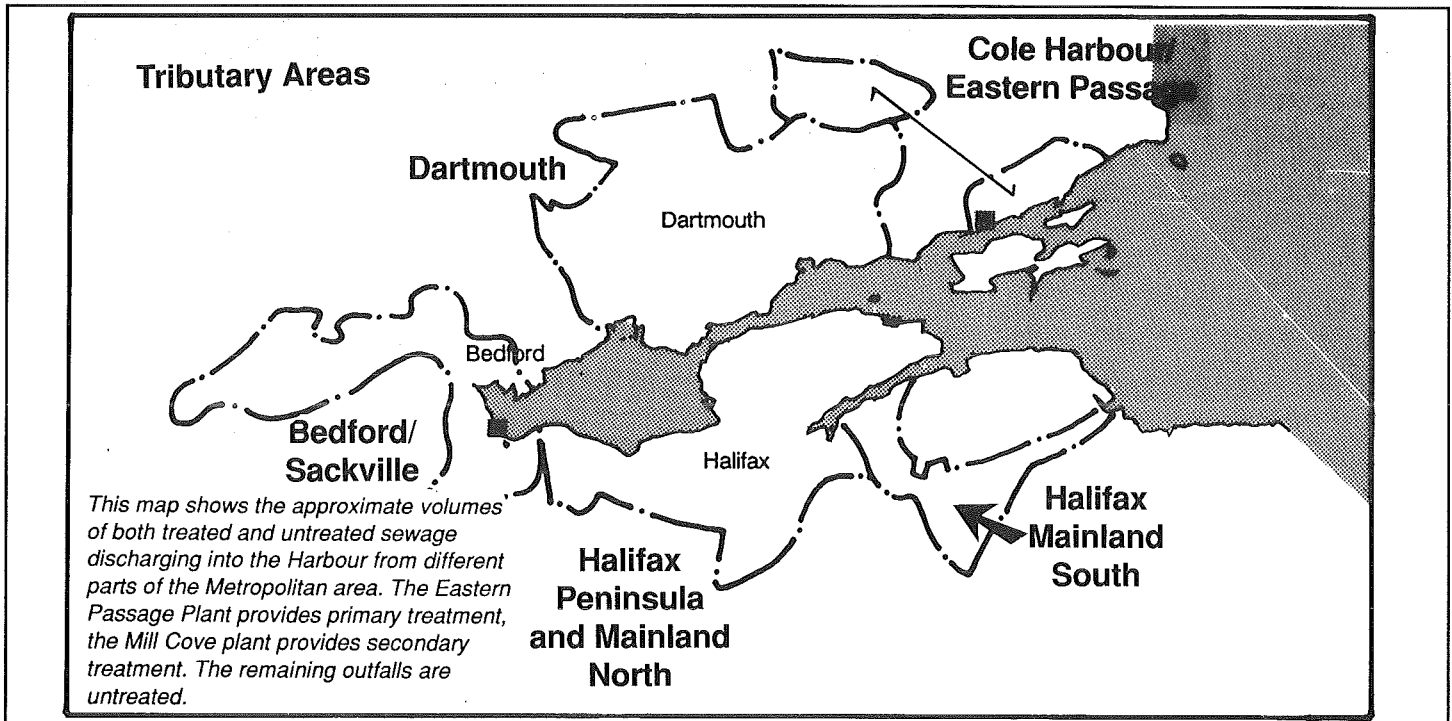 Tributary Areas
Cole Harbour/
Eastern Passage
Dartmouth
Dartmouth
Bedford
Bedford/
Sackville
Halifax
This map shows the approximate volumes
of both treated and untreated sewage
discharging into the Harbour from different
parts of the Metropolitan area. The Eastern
Passage Plant provides primary treatment,
the Mill Cove plant provides secondary
treatment. The remaining outfalls are
untreated.
Halifax
Peninsula
and Mainland
North
Halifax
Mainland
South